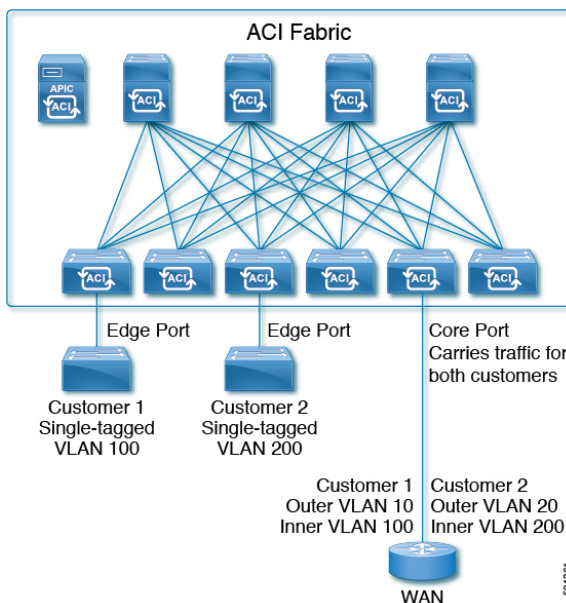 ACI Fabric
APIC
ACI
ACI
ACI
ACI
ACI
ACI
ACI
ACI
ACI
ACI
ACI
Edge Port
Edge Port
Core Port
Carries traffic for
both customers
Customer 1
Single-tagged
VLAN 100
Customer 2
Single-tagged
VLAN 200
Customer 1
Outer VLAN 10
Inner VLAN 100
Customer 2
Outer VLAN 20
Inner VLAN 200
WAN